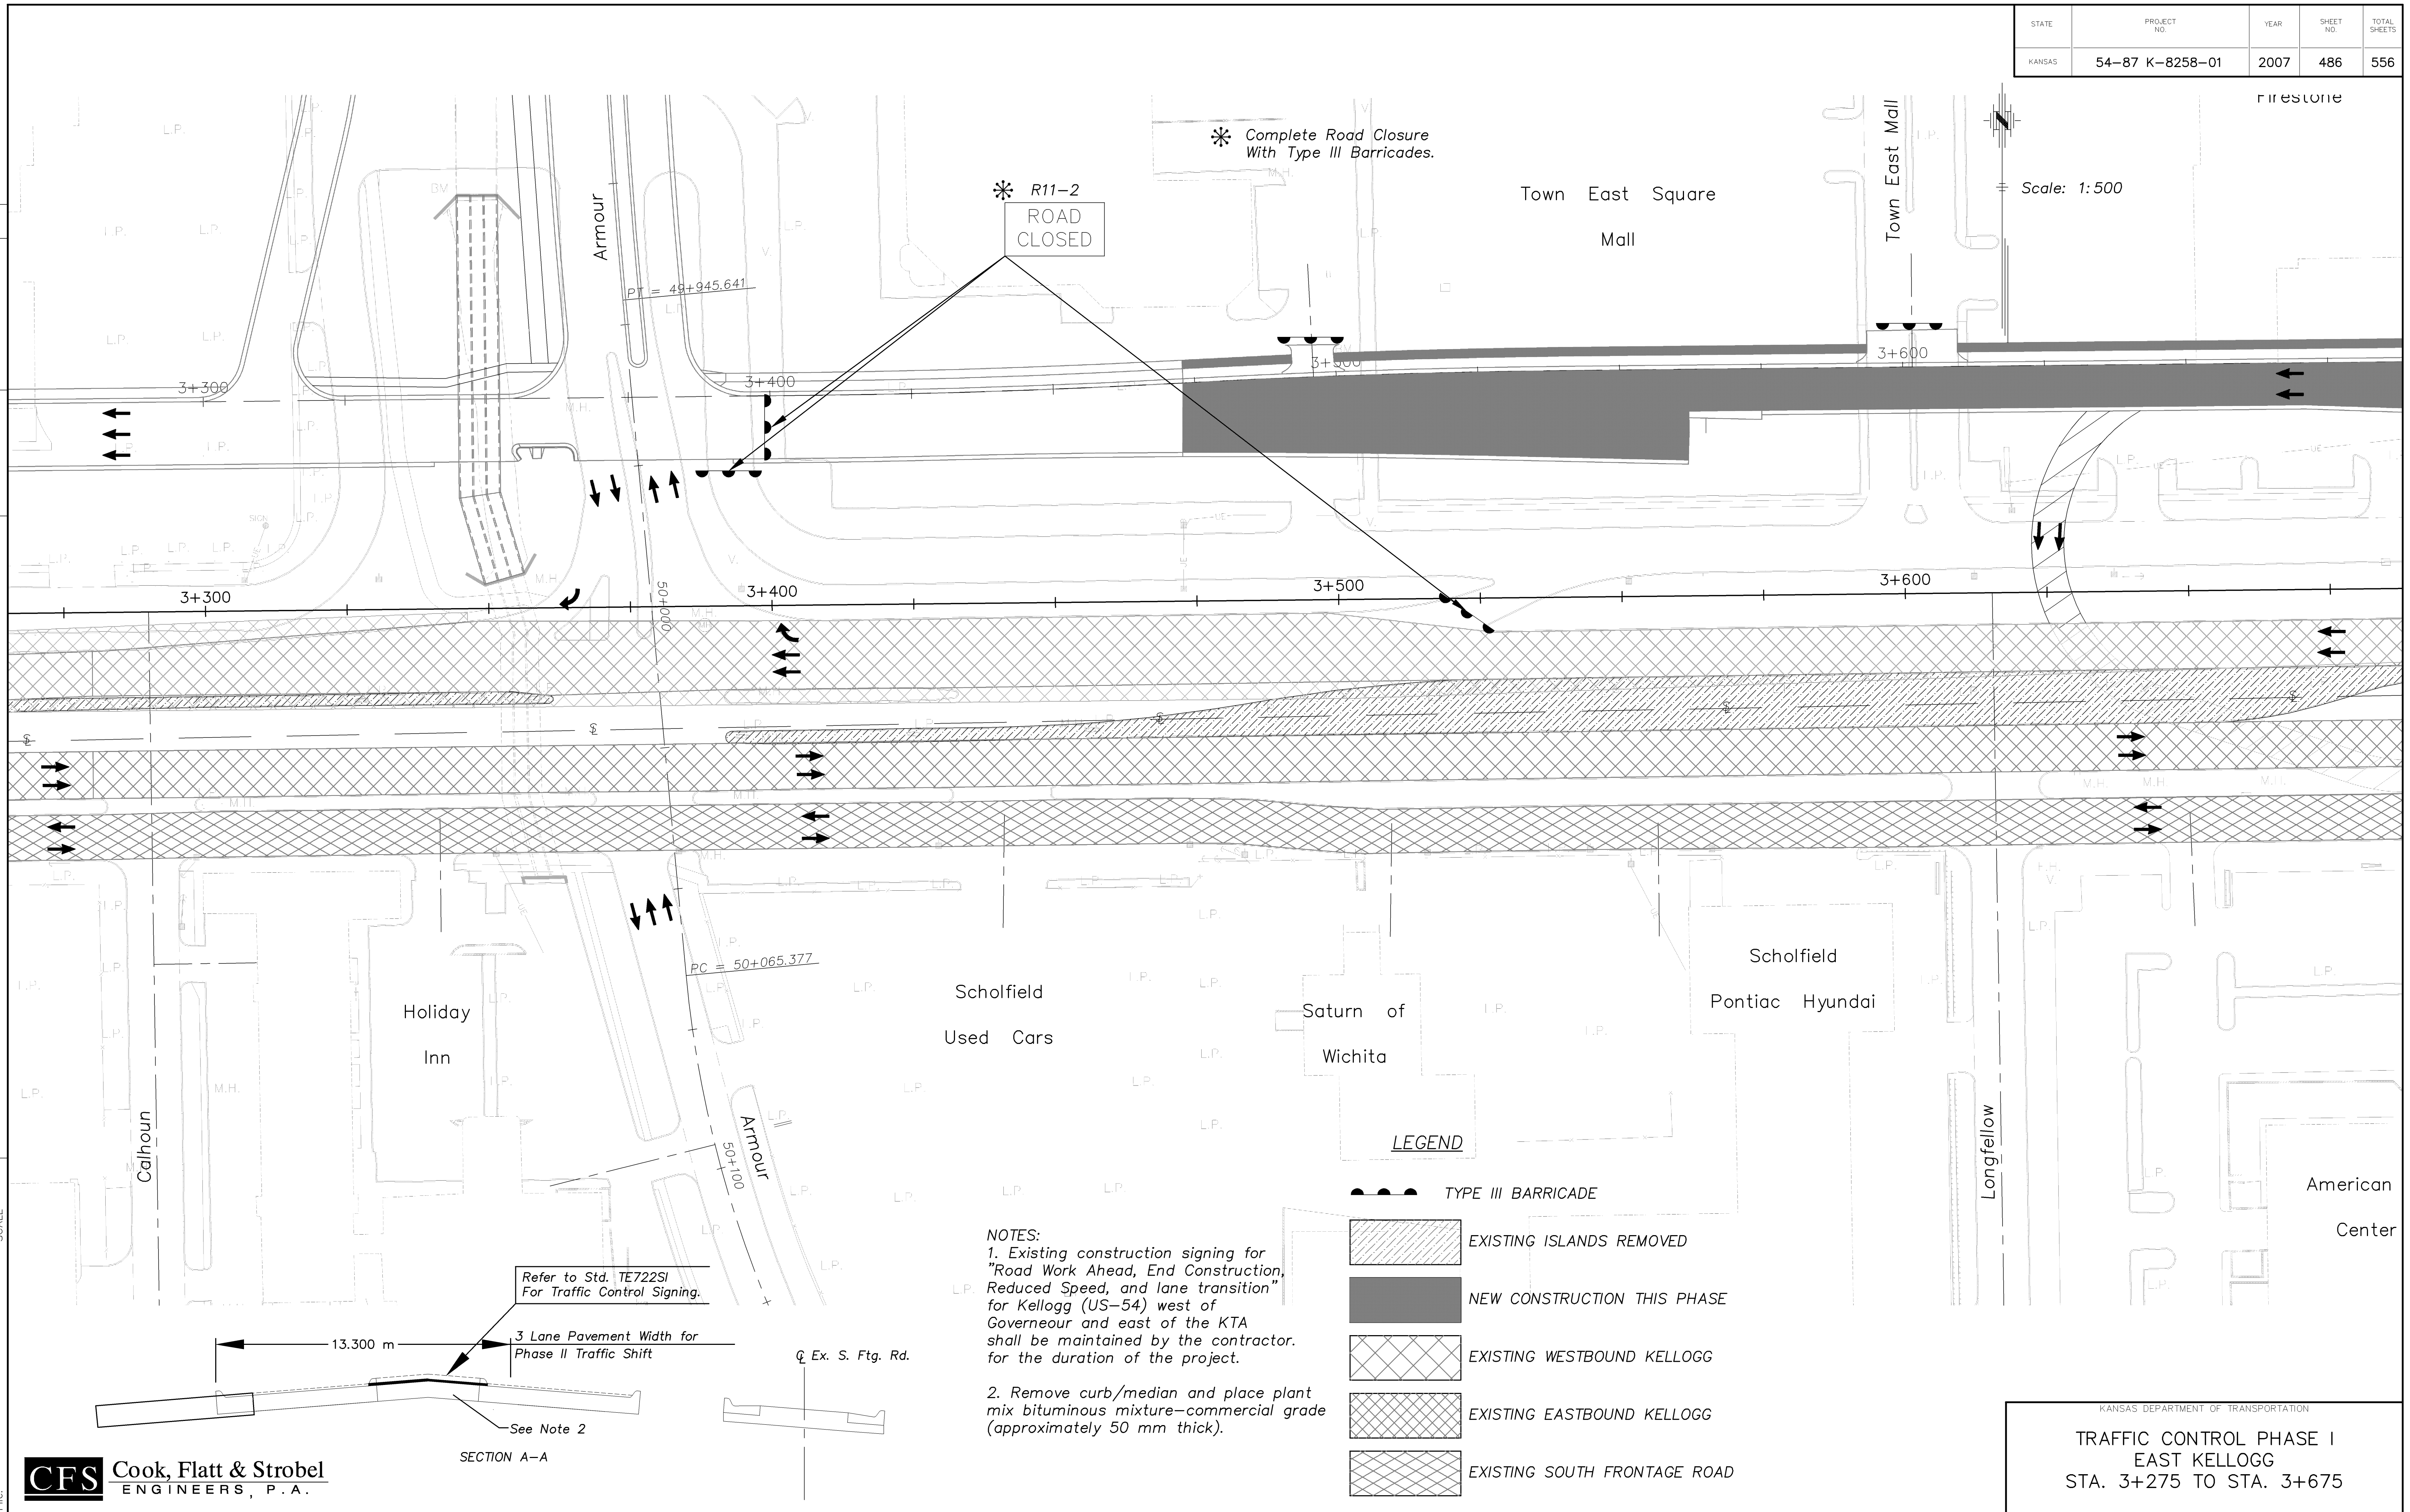 STATE
PROJECT NO.
YEAR
SHEET NO.
TOTAL SHEETS
KANSAS
54-87 K-8258-01
2007
486
556
Firestone
Complete Road Closure
With Type III Barricades.
R11-2
ROAD
CLOSED
Town East Square
Mall
Town East Mall
Scale: 1:500
Armour
PT = 49+945.641
3+300
3+400
3+500
3+600
SIGN
50+000
3+300
3+400
3+500
3+600
PC = 50+065.377
Holiday
Inn
Scholfield
Used Cars
Saturn of
Wichita
Scholfield
Pontiac Hyundai
Calhoun
Armour
50+100
Longfellow
American
Center
LEGEND
TYPE III BARRICADE
EXISTING ISLANDS REMOVED
NEW CONSTRUCTION THIS PHASE
EXISTING WESTBOUND KELLOGG
EXISTING EASTBOUND KELLOGG
EXISTING SOUTH FRONTAGE ROAD
NOTES:
1. Existing construction signing for
"Road Work Ahead, End Construction,
Reduced Speed, and lane transition"
for Kellogg (US-54) west of
Governeour and east of the KTA
shall be maintained by the contractor.
for the duration of the project.
2. Remove curb/median and place plant
mix bituminous mixture-commercial grade
(approximately 50 mm thick).
Refer to Std. TE722SI
For Traffic Control Signing.
13.300 m
3 Lane Pavement Width for
Phase II Traffic Shift
℄ Ex. S. Ftg. Rd.
See Note 2
SECTION A-A
CFS
Cook, Flatt & Strobel
ENGINEERS, P.A.
KANSAS DEPARTMENT OF TRANSPORTATION
TRAFFIC CONTROL PHASE I
EAST KELLOGG
STA. 3+275 TO STA. 3+675